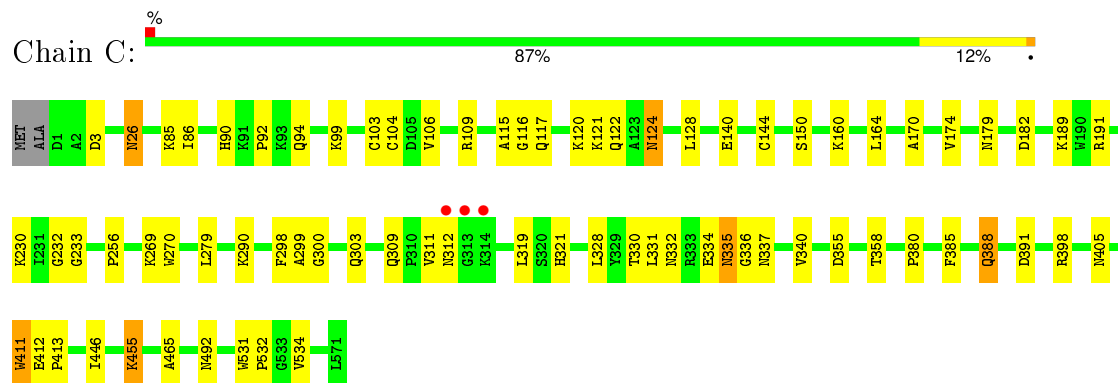 %
Chain C:
87% 12% •
MET ALA D1 A2 D3 N26 K85 I86 H90 K91 P92 K93 Q94 K99 C103 C104 D105 V106 R109 A115 G116 Q117 K120 K121 Q122 A123 N124 L128 E140 C144 S150 K160 L164 A170 V174 N179 D182 K189 W190 R191
K230 I231 G232 G233 P256 K269 W270 L279 K290 F298 A299 G300 Q303 Q309 P310 V311 N312 G313 K314 L319 S320 H321 L328 Y329 T330 L331 N332 R333 E334 N335 G336 N337 V340 D355 T358 P380 F385 Q388 D391 R398 N405
W411 E412 P413 I446 K455 A465 N492 W531 P532 G533 V534 L571